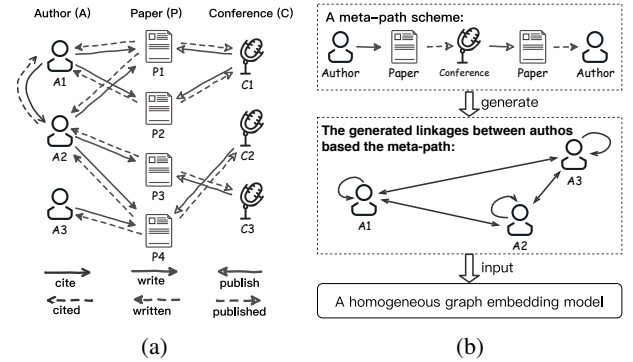 Author (A)
Paper (P)
Conference (C)
A1
A2
A3
P1
P2
P3
P4
C1
C2
C3
cite
write
publish
cited
written
published
(a)
A meta-path scheme:
Author
Paper
Conference
Paper
Author
generate
The generated linkages between authos
based the meta-path:
A1
A2
A3
input
A homogeneous graph embedding model
(b)